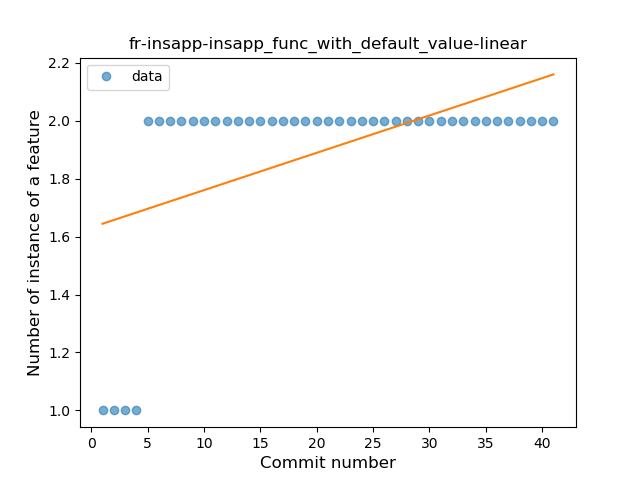 fr-insapp-insapp_func_with_default_value-linear
data
Number of instance of a feature
2.2
2.0
1.8
1.6
1.4
1.2
1.0
0 5 10 15 20 25 30 35 40
Commit number